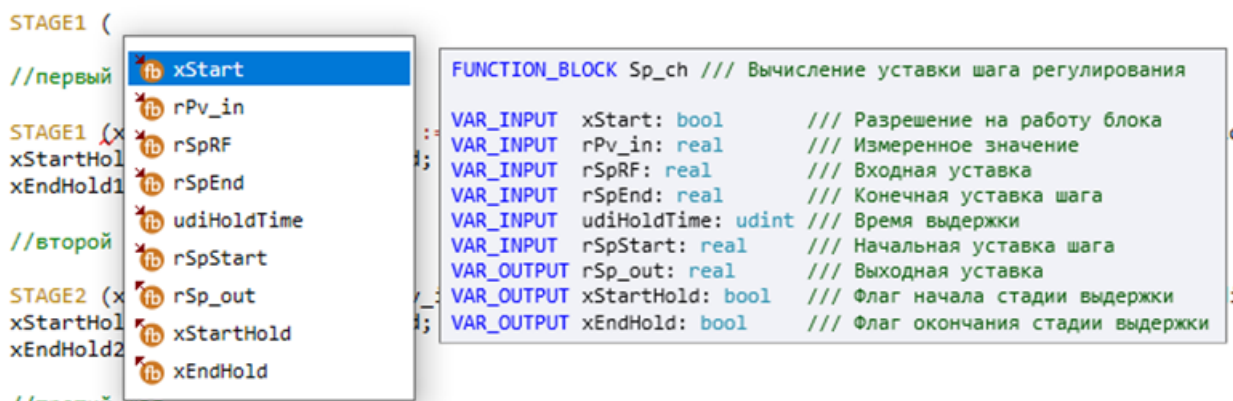 STAGE1 (
//первый
STAGE1 (x
xStartHol
xEndHold1
//второй
STAGE2 (x
xStartHol
xEndHold2
xStart
rPv_in
rSpRF
rSpEnd
udiHoldTime
rSpStart
rSp_out
xStartHold
xEndHold
FUNCTION_BLOCK Sp_ch /// Вычисление уставки шага регулирования
VAR_INPUT xStart: bool /// Разрешение на работу блока
VAR_INPUT rPv_in: real /// Измеренное значение
VAR_INPUT rSpRF: real /// Входная уставка
VAR_INPUT rSpEnd: real /// Конечная уставка шага
VAR_INPUT udiHoldTime: udint /// Время выдержки
VAR_INPUT rSpStart: real /// Начальная уставка шага
VAR_OUTPUT rSp_out: real /// Выходная уставка
VAR_OUTPUT xStartHold: bool /// Флаг начала стадии выдержки
VAR_OUTPUT xEndHold: bool /// Флаг окончания стадии выдержки